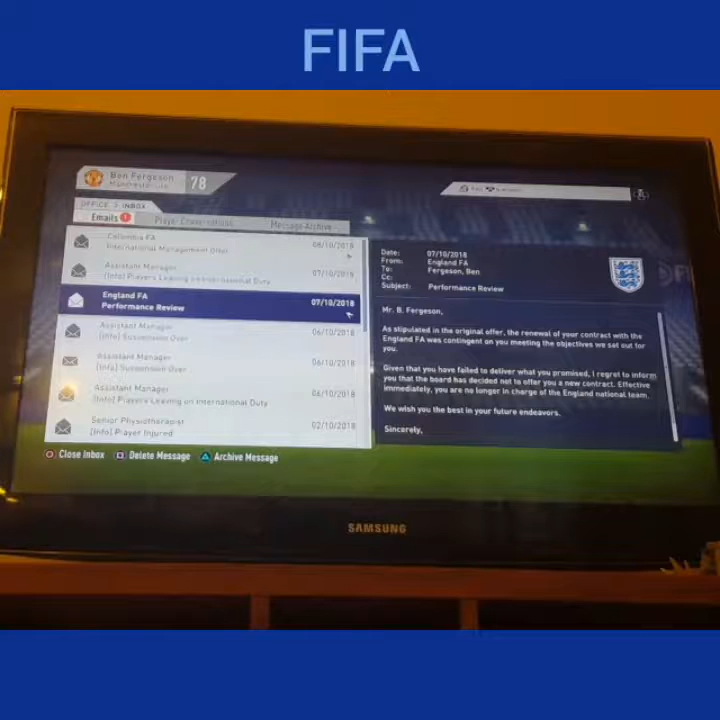 FIFA
Ben Fergeson
Manchester Utd
78
OFFICE > INBOX
Emails 1
Player Conversations
Message Archive
Colombia FA
International Management Offer
08/10/2018
Assistant Manager
[Info] Players Leaving on International Duty
07/10/2018
England FA
Performance Review
07/10/2018
Assistant Manager
[Info] Suspension Over
06/10/2018
Assistant Manager
[Info] Suspension Over
06/10/2018
Assistant Manager
[Info] Players Leaving on International Duty
06/10/2018
Senior Physiotherapist
[Info] Player Injured
02/10/2018
Close Inbox Delete Message Archive Message
Date: 07/10/2018
From: England FA
To: Fergeson, Ben
Cc:
Subject: Performance Review
Mr. B. Fergeson,
As stipulated in the original offer, the renewal of your contract with the
England FA was contingent on you meeting the objectives we set out for
you.
Given that you have failed to deliver what you promised, I regret to inform
you that the board has decided not to offer you a new contract. Effective
immediately, you are no longer in charge of the England national team.
We wish you the best in your future endeavors.
Sincerely,
SAMSUNG